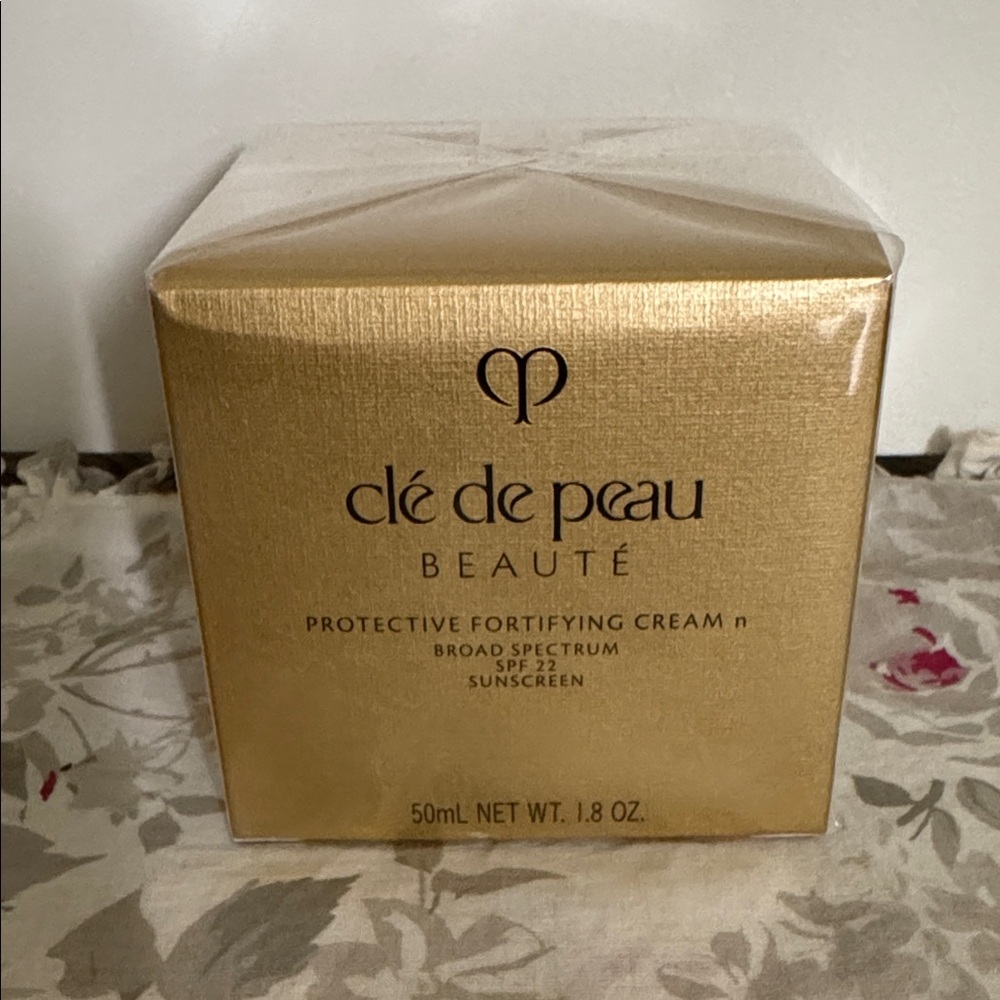 clé de peau
BEAUTÉ
PROTECTIVE FORTIFYING CREAM n
BROAD SPECTRUM
SPF 22
SUNSCREEN
50mL NET WT. 1.8 OZ.